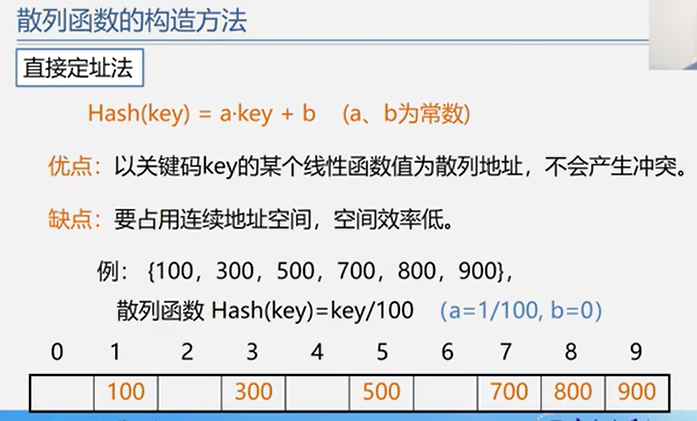 散列函数的构造方法
直接定址法
Hash(key) = a·key + b （a、b为常数)
优点：以关键码key的某个线性函数值为散列地址，不会产生冲突。
缺点：要占用连续地址空间，空间效率低。
例： {100，300，500，700，800，900}，
散列函数 Hash(key)=key/100 （a=1/100, b=0）
0 1 2 3 4 5 6 7 8 9
100 300 500 700 800 900